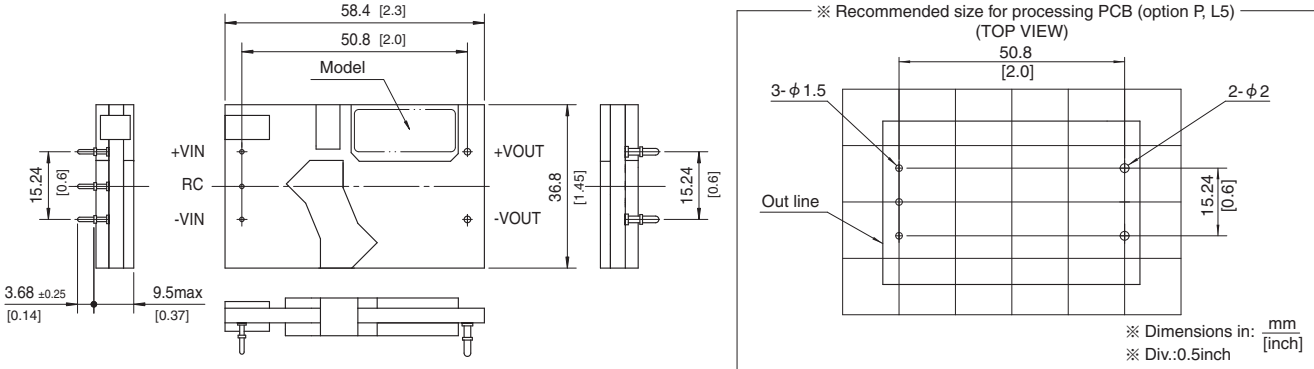 58.4 [2.3]
50.8 [2.0]
Model
+VIN
RC
-VIN
+VOUT
-VOUT
15.24
[0.6]
36.8
[1.45]
15.24
[0.6]
3.68 ±0.25
[0.14]
9.5max
[0.37]
※ Recommended size for processing PCB (option P, L5)
(TOP VIEW)
50.8
[2.0]
3-φ1.5
2-φ2
Out line
15.24
[0.6]
※ Dimensions in: mm
[inch]
※ Div.:0.5inch